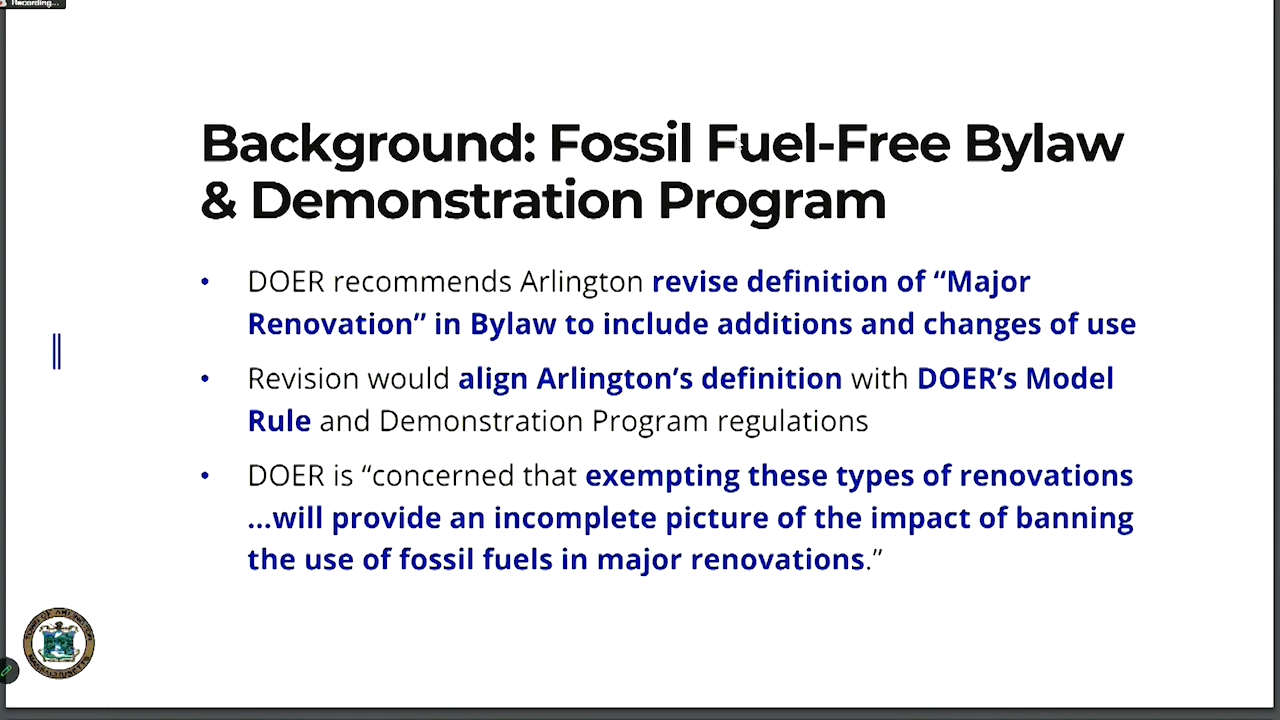 Recording...
Background: Fossil Fuel-Free Bylaw
& Demonstration Program
• DOER recommends Arlington revise definition of “Major
Renovation” in Bylaw to include additions and changes of use
• Revision would align Arlington’s definition with DOER’s Model
Rule and Demonstration Program regulations
• DOER is “concerned that exempting these types of renovations
...will provide an incomplete picture of the impact of banning
the use of fossil fuels in major renovations.”